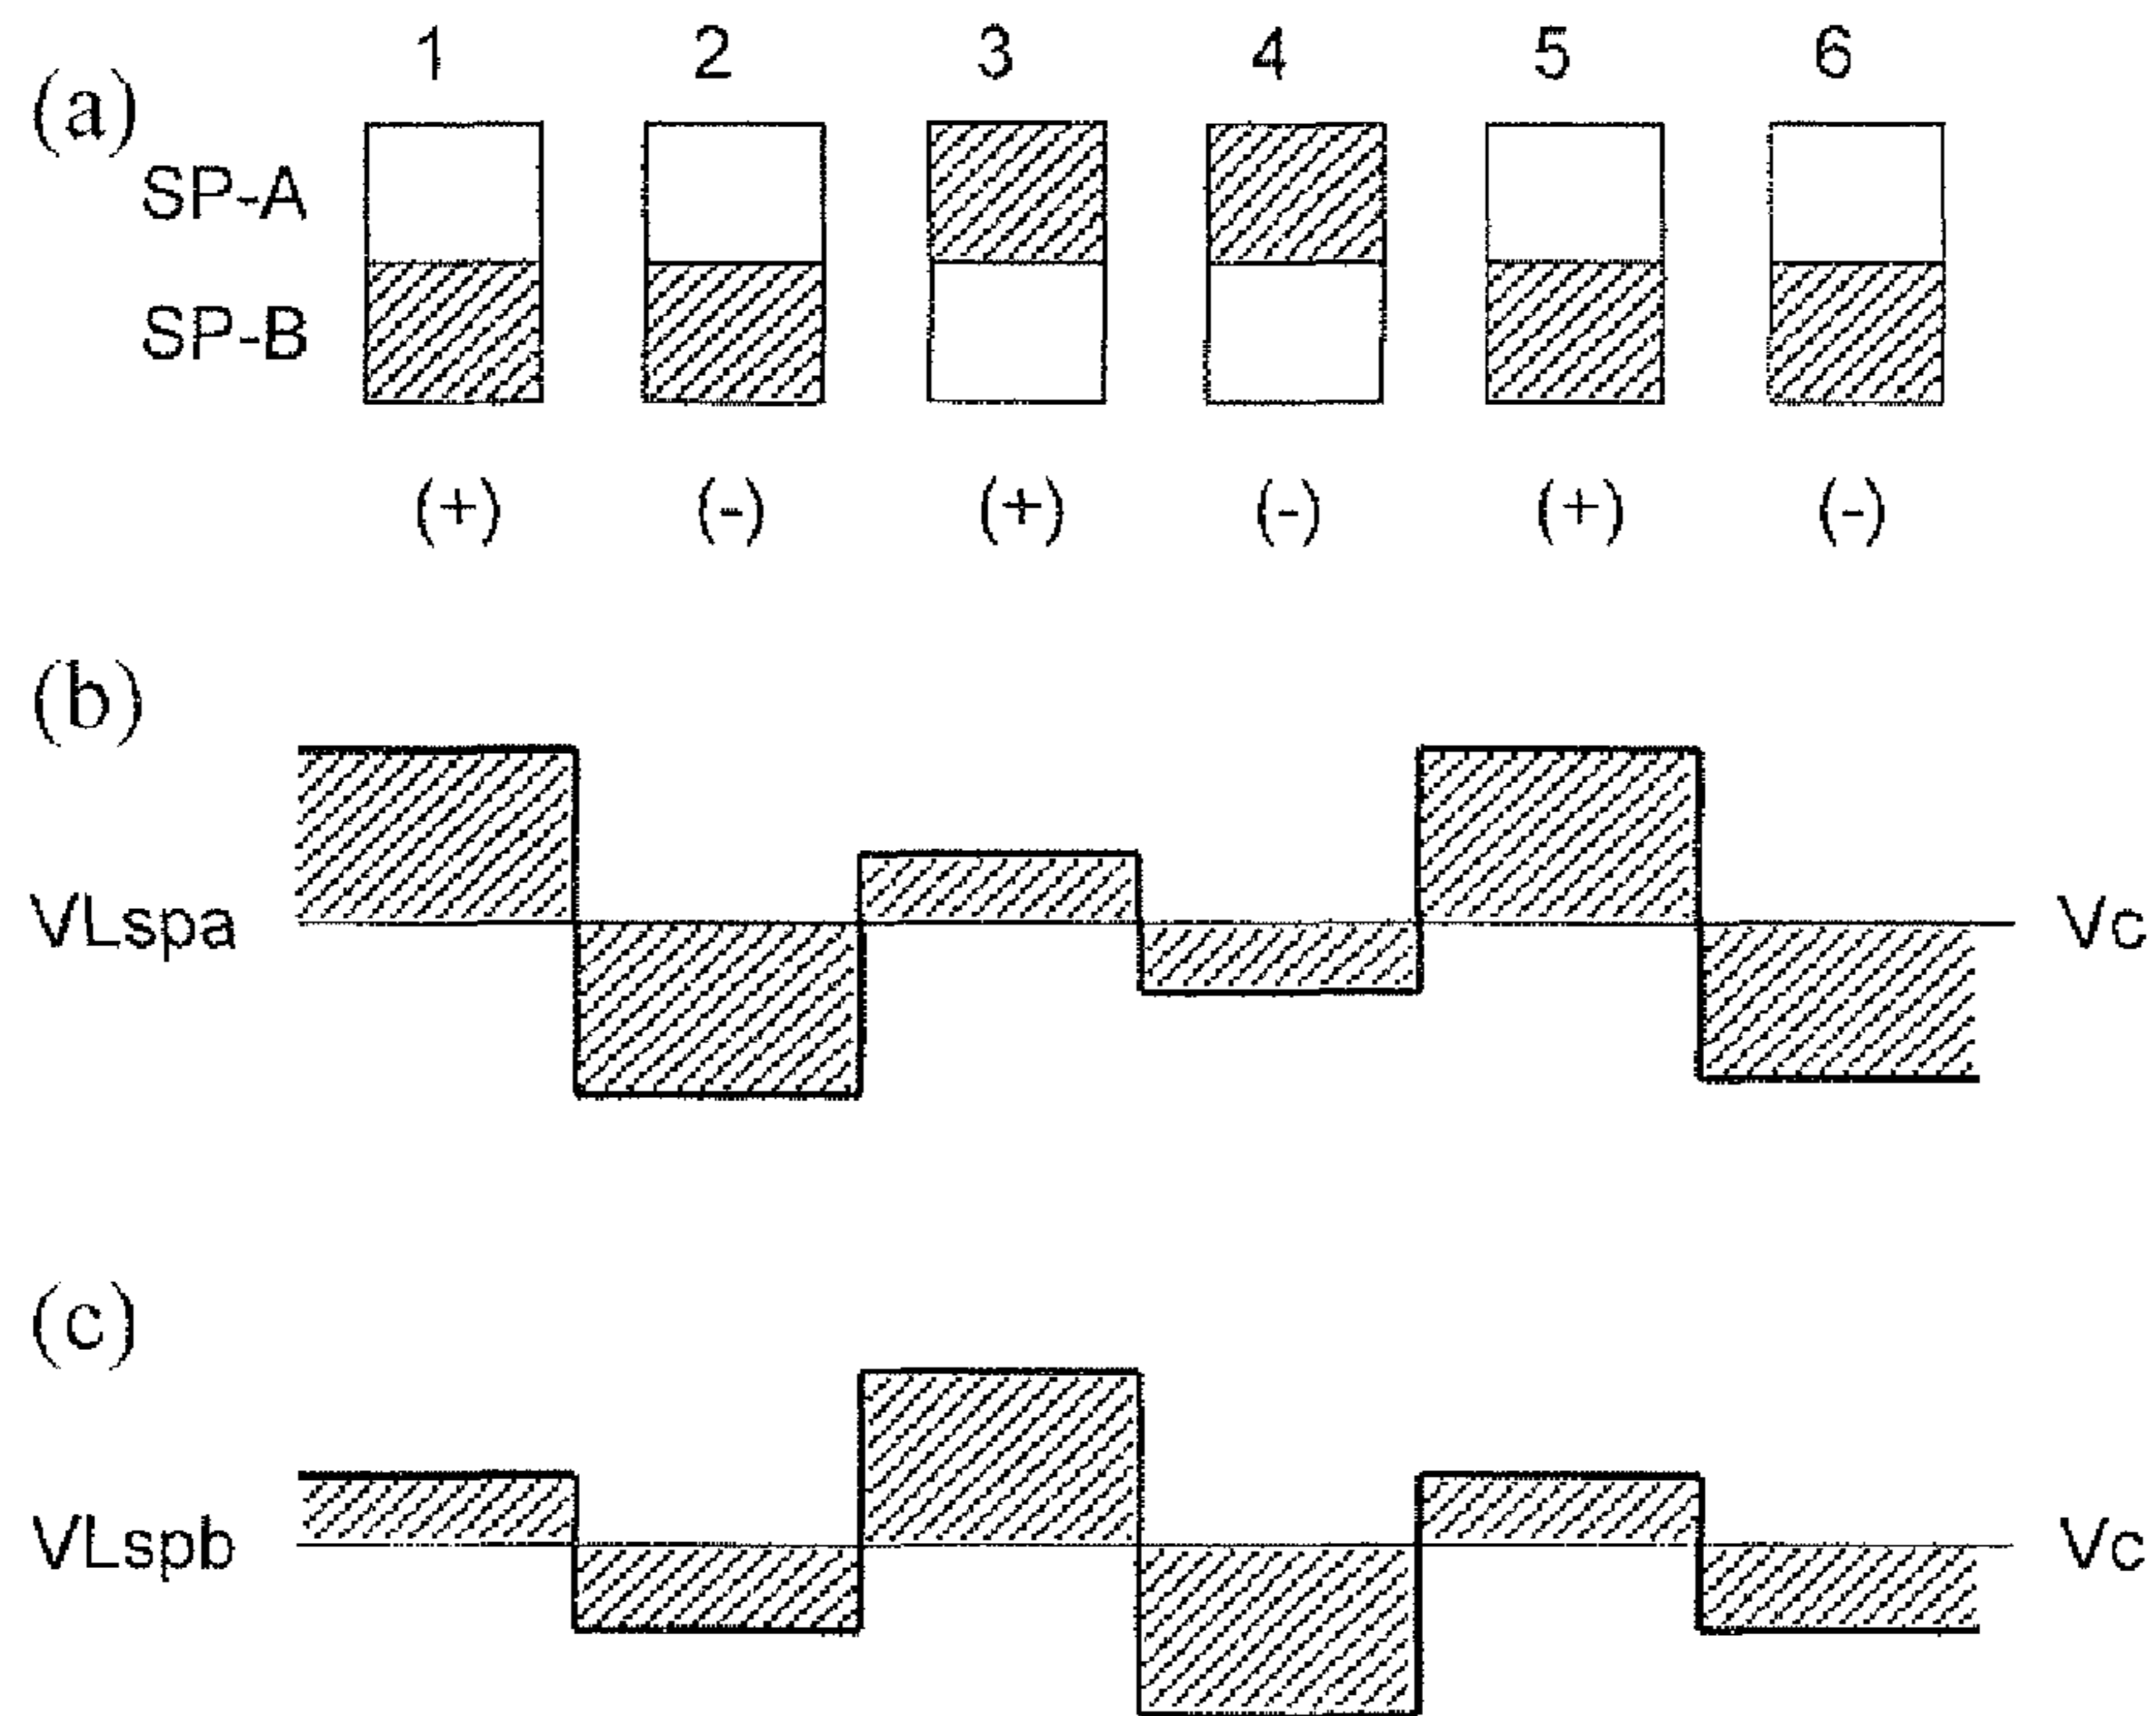 1 2 3 4 5 6
(a)
SP-A
SP-B
(+) (-) (+) (-) (+) (-)
(b)
VLspa Vc
(c)
VLspb Vc